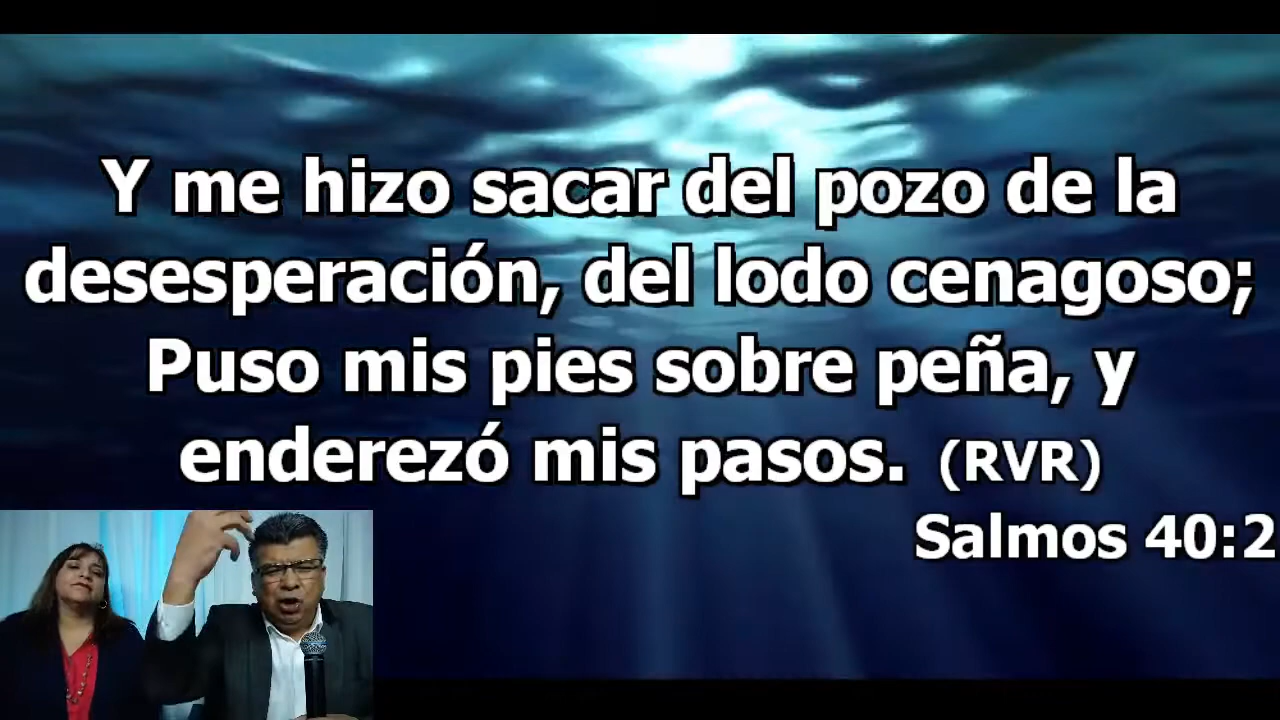 Y me hizo sacar del pozo de la
desesperación, del lodo cenagoso;
Puso mis pies sobre peña, y
enderezó mis pasos. (RVR)
Salmos 40:2